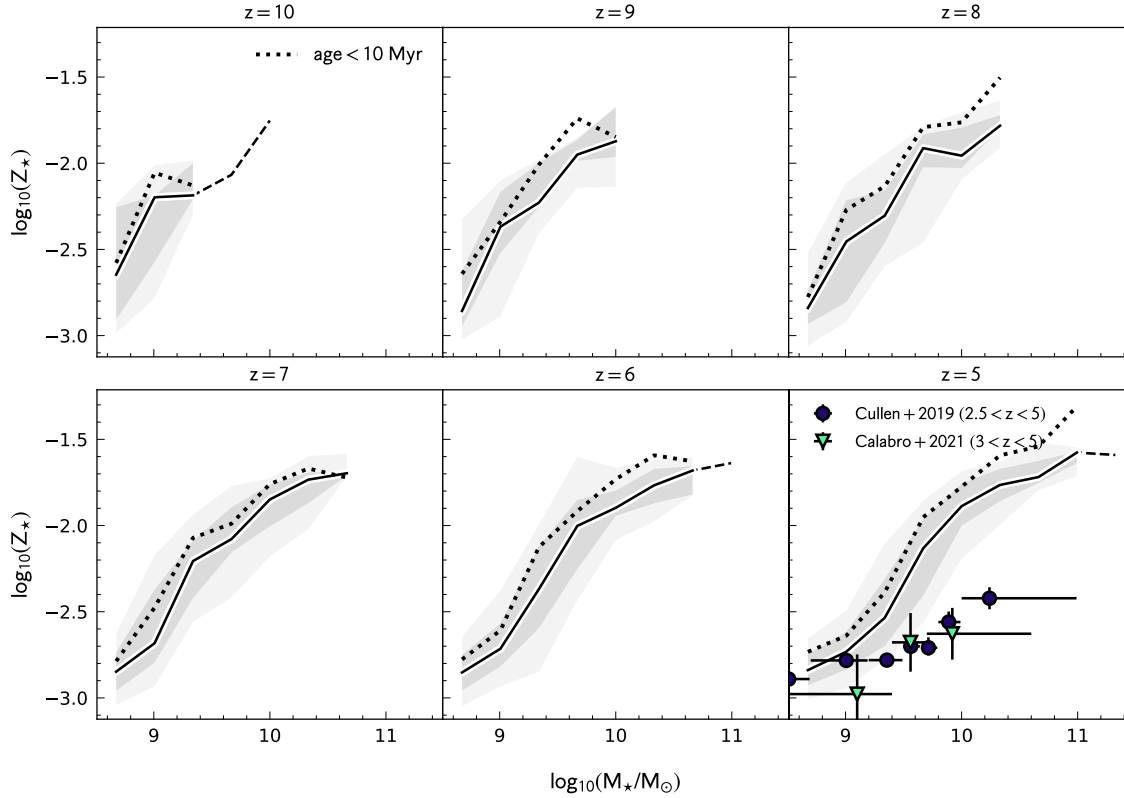 z=10
z=9
z=8
age<10 Myr
−1.5
−2.0
−2.5
−3.0
log₁₀(Z⋆)
z=7
z=6
z=5
Cullen+2019 (2.5<z<5)
Calabro+2021 (3<z<5)
−1.5
−2.0
−2.5
−3.0
log₁₀(Z⋆)
9 10 11 9 10 11 9 10 11
log₁₀(M⋆/M⊙)